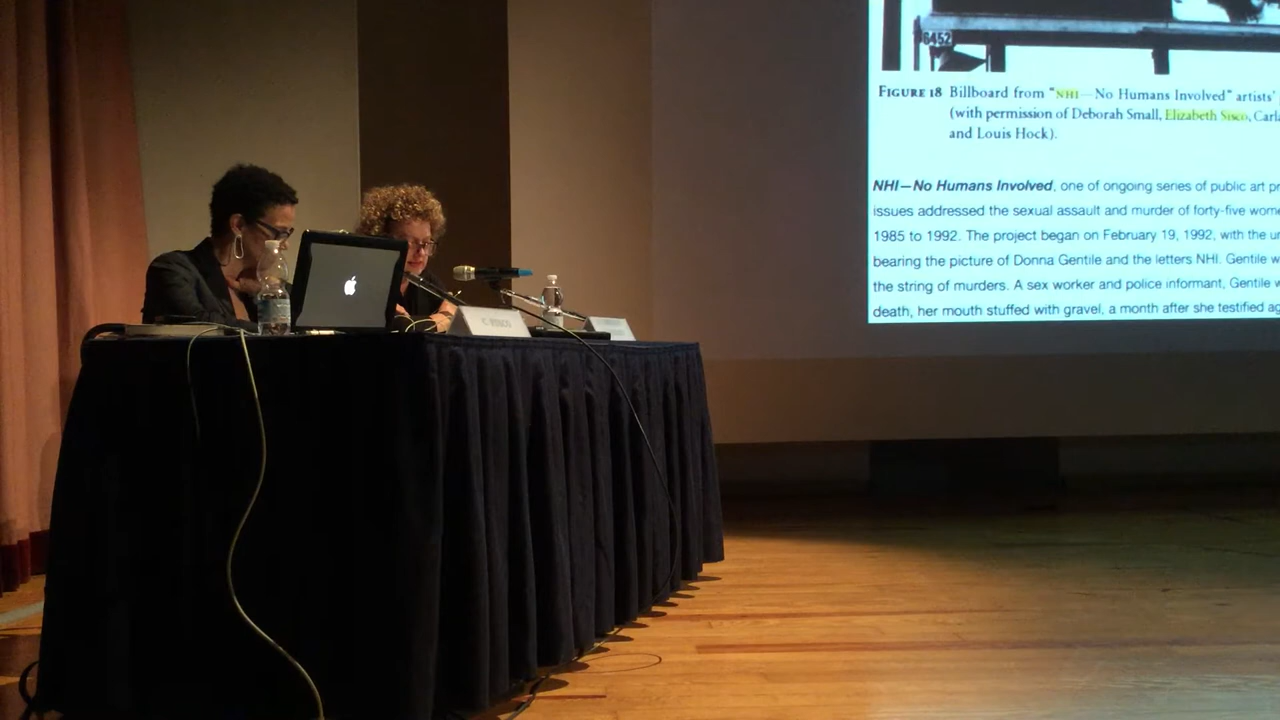 6452
FIGURE 18 Billboard from "NHI—No Humans Involved" artists'
(with permission of Deborah Small, Elizabeth Sisco, Carla
and Louis Hock).
NHI—No Humans Involved, one of ongoing series of public art
issues addressed the sexual assault and murder of forty-five
1985 to 1992. The project began on February 19, 1992, with the
bearing the picture of Donna Gentile and the letters NHI. Gentile
the string of murders. A sex worker and police informant, Gentile
death, her mouth stuffed with gravel, a month after she testified